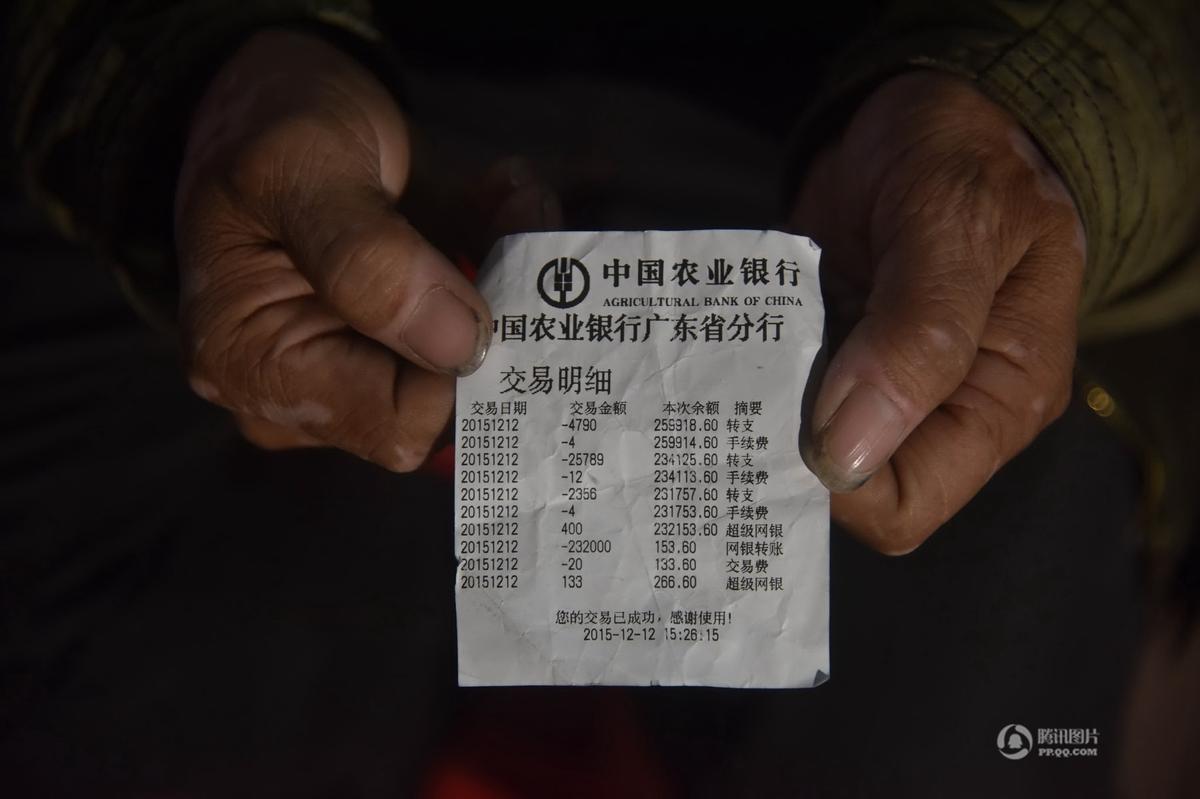 中国农业银行
AGRICULTURAL BANK OF CHINA
中国农业银行广东省分行
交易明细
交易日期 交易金额 本次余额 摘要
20151212 -4790 259918.60 转支
20151212 -4 259914.60 手续费
20151212 -25789 234125.60 转支
20151212 -12 234113.60 手续费
20151212 -2356 231757.60 转支
20151212 -4 231753.60 手续费
20151212 400 232153.60 超级网银
20151212 -232000 153.60 网银转账
20151212 -20 133.60 交易费
20151212 133 266.60 超级网银
您的交易已成功，感谢使用!
2015-12-12 15:26:15
腾讯图片
PP.QQ.COM